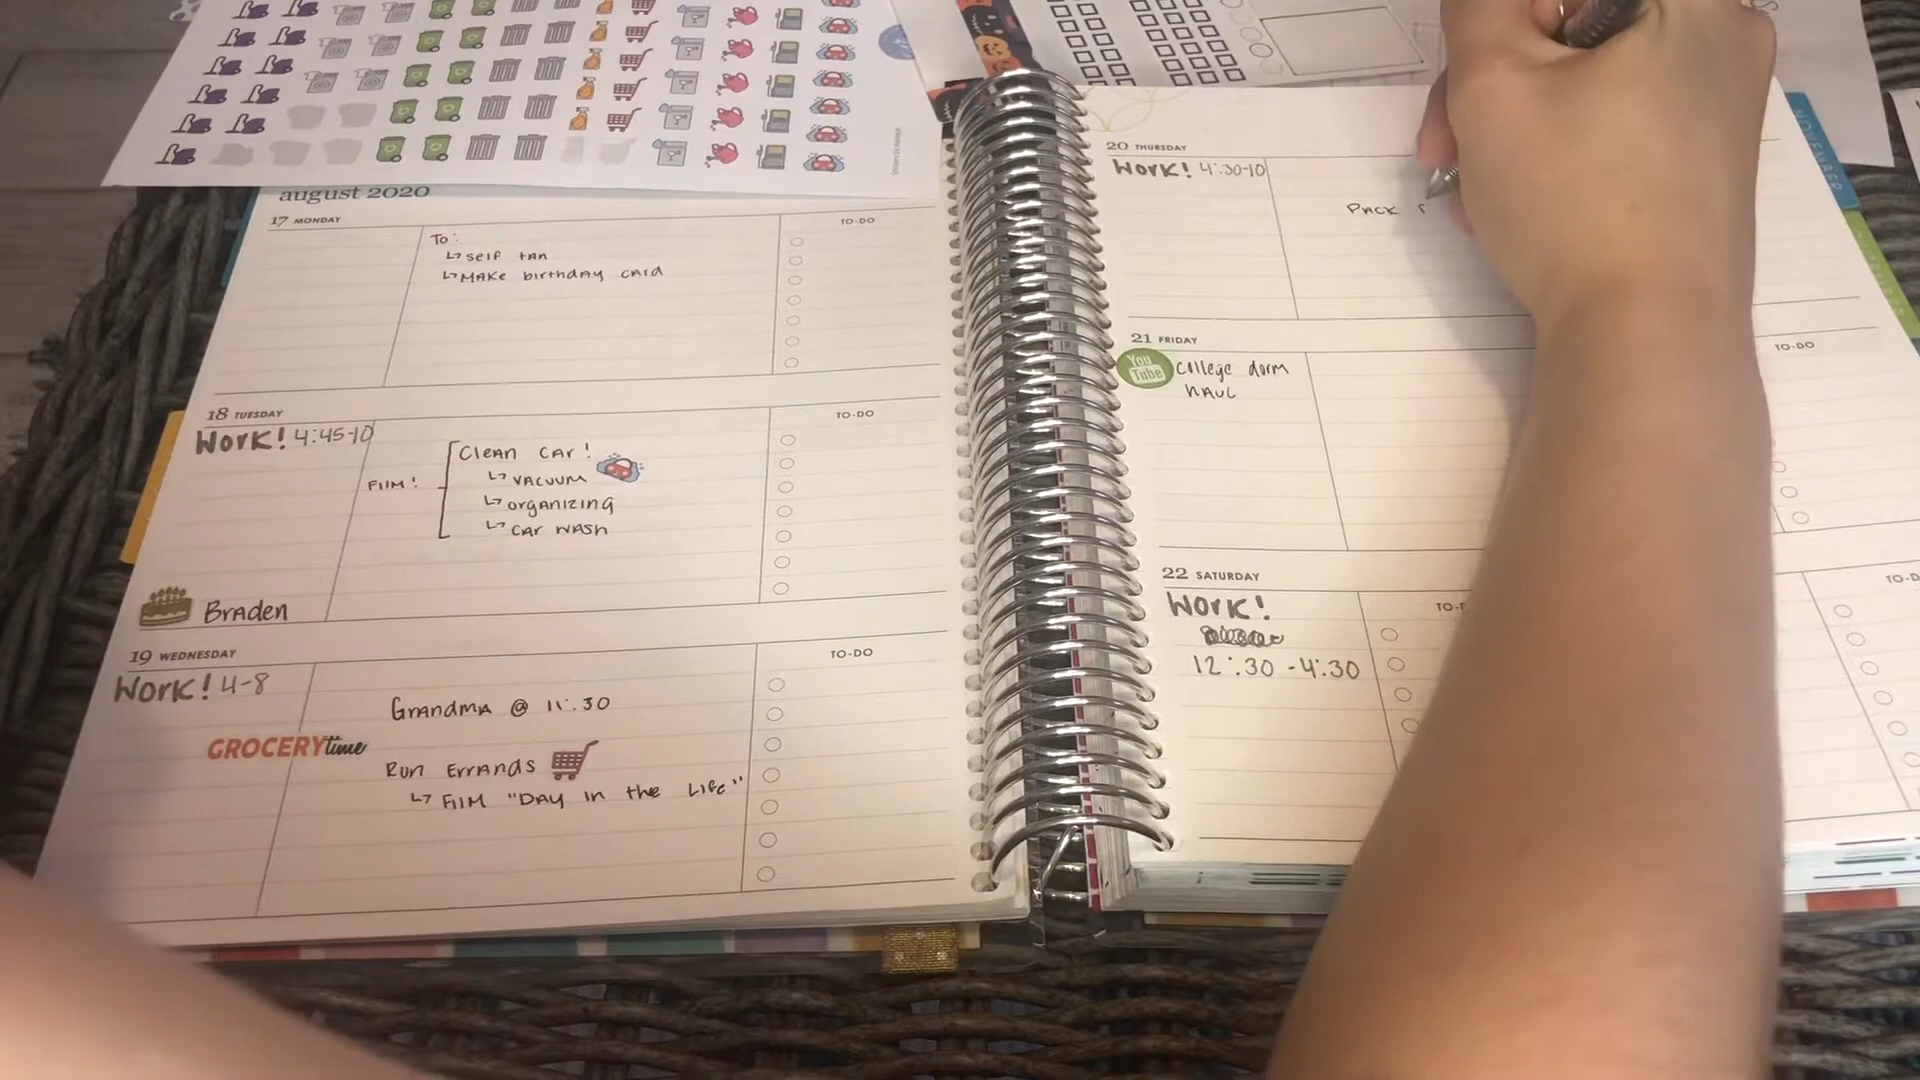 august 2020
17 MONDAY
TO-DO
To:
↳ self tan
↳ MAKe birthday card
18 TUESDAY
TO-DO
Work! 4:45-10
Clean car!
FIlM!
↳ vacuum
↳ organizing
↳ car wash
Braden
19 WEDNESDAY
TO-DO
Work! 4-8
Grandma @ 11:30
GROCERYtime
Run Errands
↳ FIlM "Day in the Life"
20 THURSDAY
Work! 4:30-10
Pack
21 FRIDAY
TO-DO
You Tube
College dorm
haul
22 SATURDAY
Work!
12:30 - 4:30
NOVEMBER